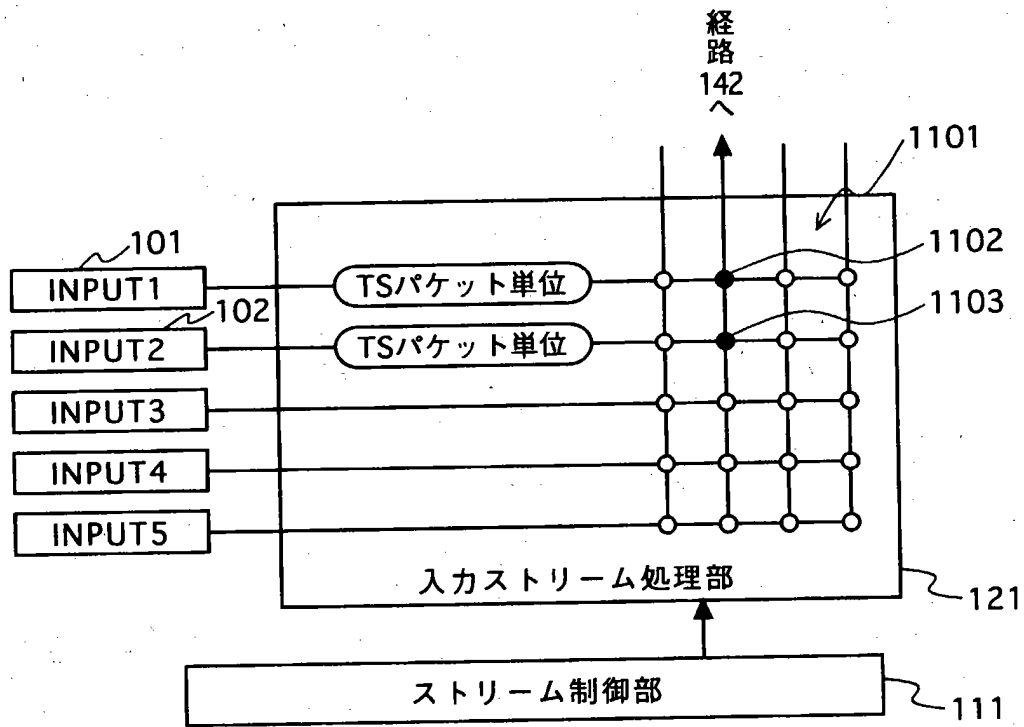 経路
142
へ
1101
1102
1103
101
INPUT1
TSパケット単位
102
INPUT2
TSパケット単位
INPUT3
INPUT4
INPUT5
入力ストリーム処理部
121
ストリーム制御部
111